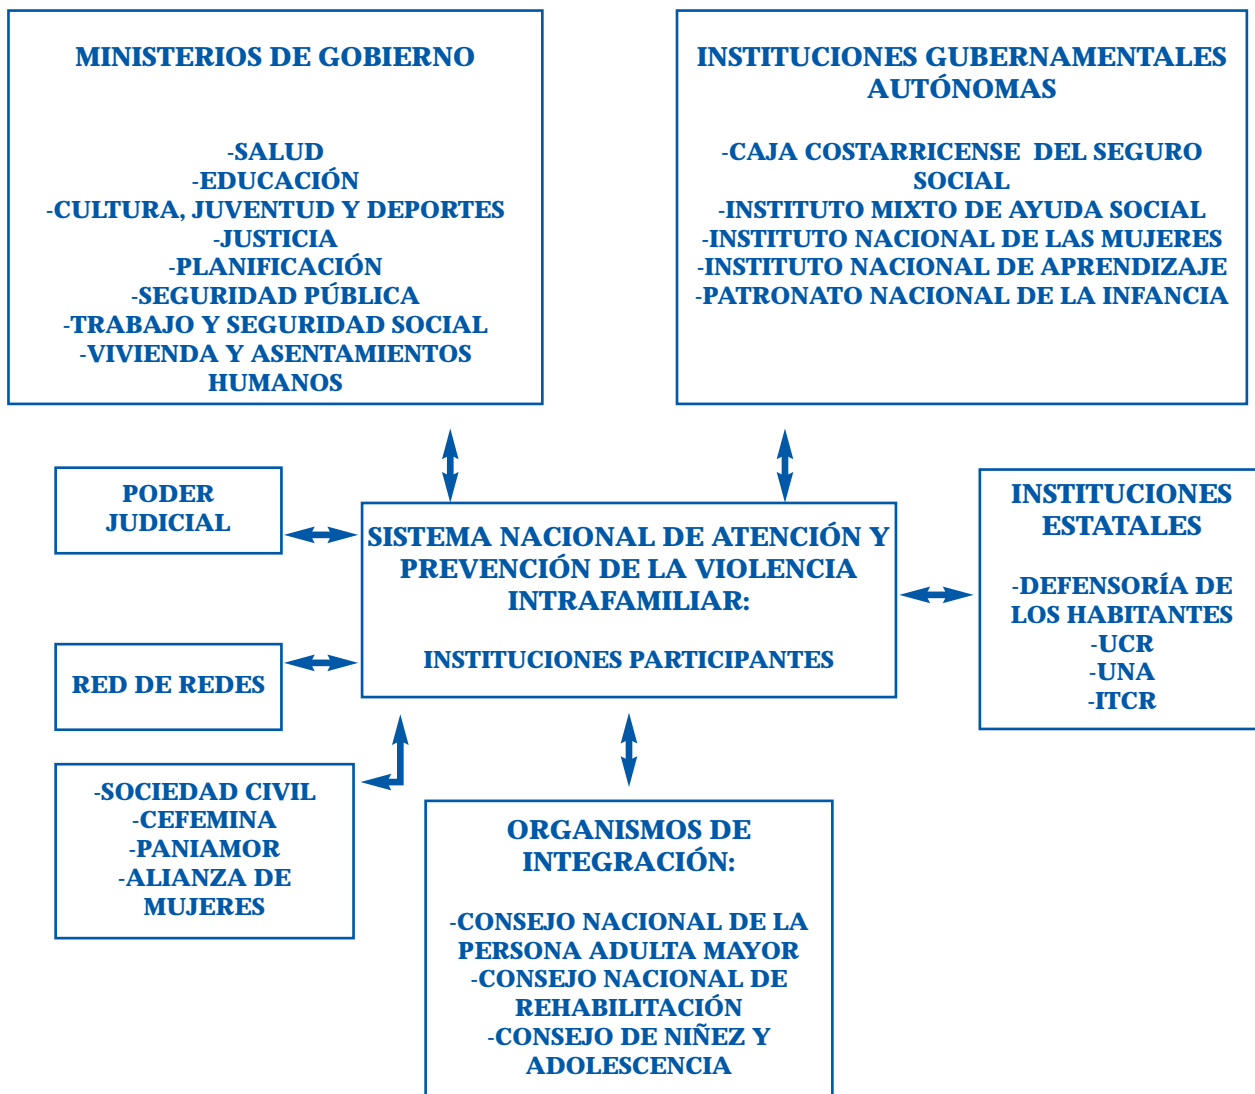 MINISTERIOS DE GOBIERNO
-SALUD
-EDUCACIÓN
-CULTURA, JUVENTUD Y DEPORTES
-JUSTICIA
-PLANIFICACIÓN
-SEGURIDAD PÚBLICA
-TRABAJO Y SEGURIDAD SOCIAL
-VIVIENDA Y ASENTAMIENTOS
HUMANOS
INSTITUCIONES GUBERNAMENTALES
AUTÓNOMAS
-CAJA COSTARRICENSE DEL SEGURO
SOCIAL
-INSTITUTO MIXTO DE AYUDA SOCIAL
-INSTITUTO NACIONAL DE LAS MUJERES
-INSTITUTO NACIONAL DE APRENDIZAJE
-PATRONATO NACIONAL DE LA INFANCIA
PODER
JUDICIAL
SISTEMA NACIONAL DE ATENCIÓN Y
PREVENCIÓN DE LA VIOLENCIA
INTRAFAMILIAR:
INSTITUCIONES PARTICIPANTES
INSTITUCIONES
ESTATALES
-DEFENSORÍA DE
LOS HABITANTES
-UCR
-UNA
-ITCR
RED DE REDES
-SOCIEDAD CIVIL
-CEFEMINA
-PANIAMOR
-ALIANZA DE
MUJERES
ORGANISMOS DE
INTEGRACIÓN:
-CONSEJO NACIONAL DE LA
PERSONA ADULTA MAYOR
-CONSEJO NACIONAL DE
REHABILITACIÓN
-CONSEJO DE NIÑEZ Y
ADOLESCENCIA